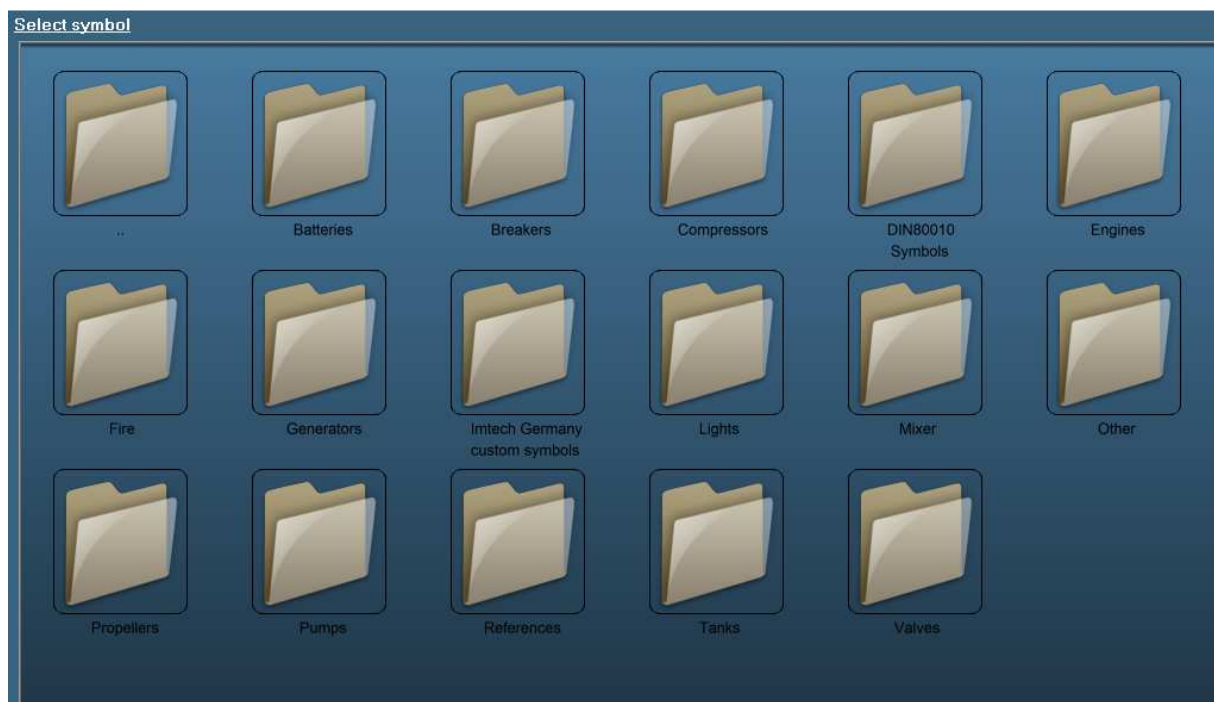 Select symbol
..
Batteries
Breakers
Compressors
DIN80010
Symbols
Engines
Fire
Generators
Imtech Germany
custom symbols
Lights
Mixer
Other
Propellers
Pumps
References
Tanks
Valves